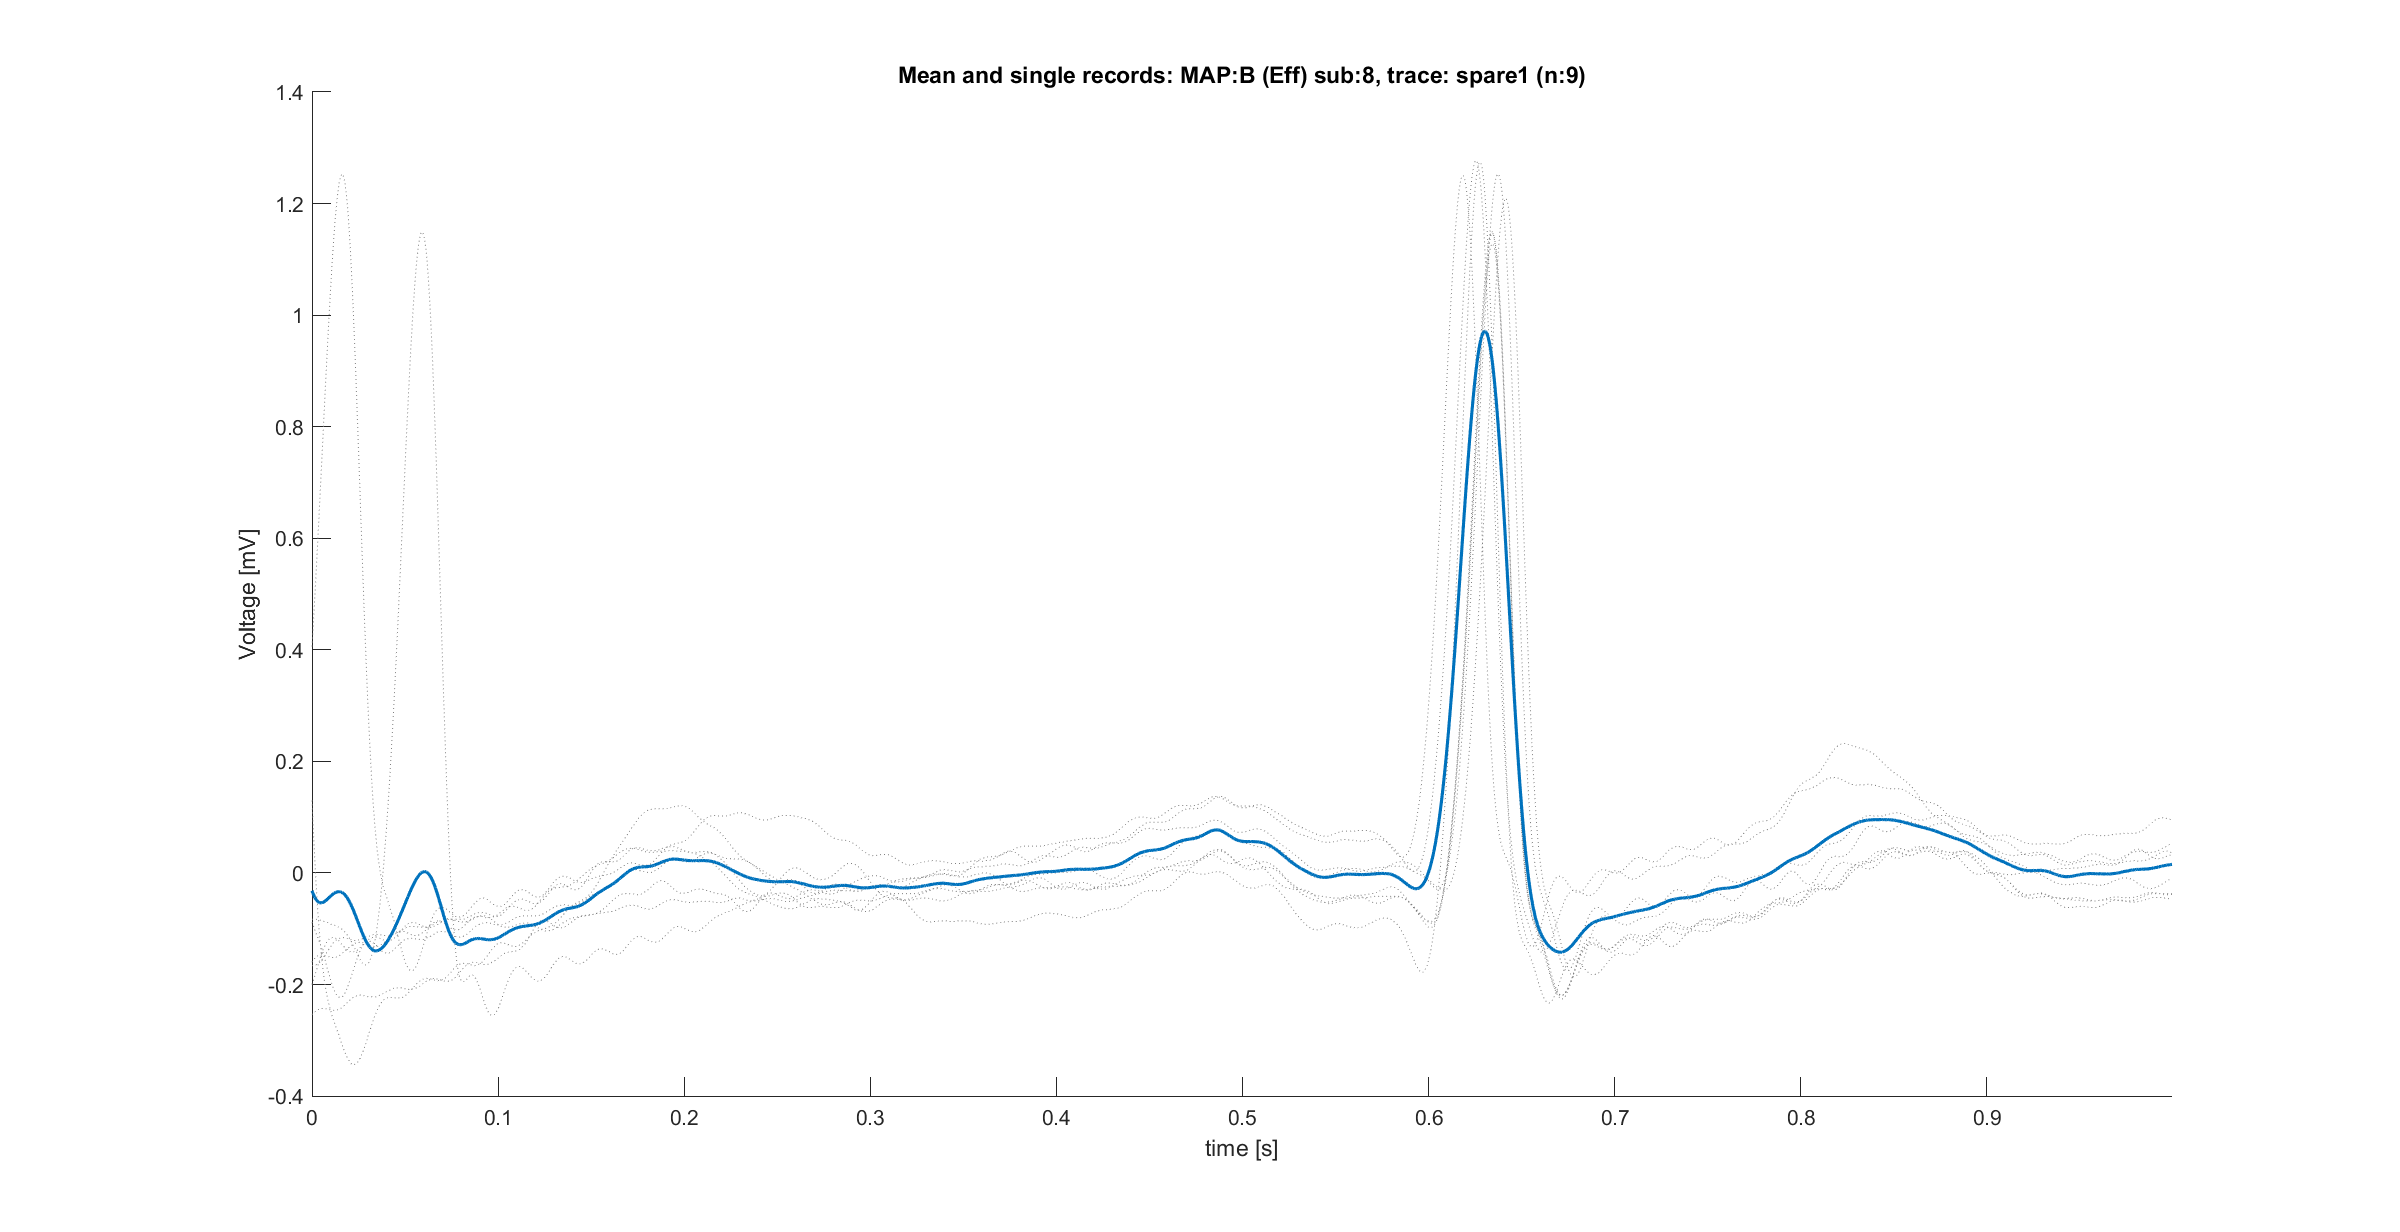 Mean and single records: MAP:B (Eff) sub:8, trace: spare1 (n:9)
1.4
1.2
1
0.8
0.6
0.4
0.2
0
-0.2
-0.4
Voltage [mV]
0 0.1 0.2 0.3 0.4 0.5 0.6 0.7 0.8 0.9
time [s]